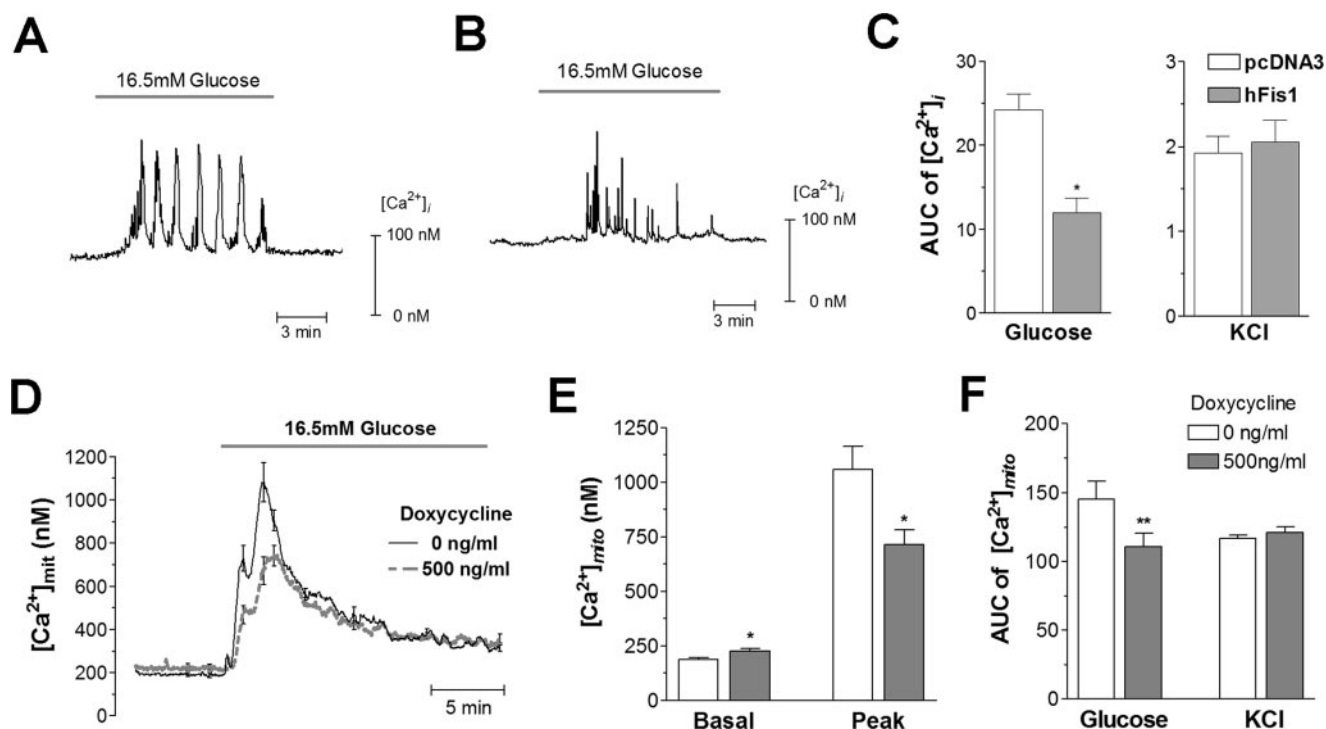 A
16.5mM Glucose
[Ca2+]i
100 nM
0 nM
3 min
B
16.5mM Glucose
[Ca2+]i
100 nM
0 nM
3 min
C
AUC of [Ca2+]i
30
20
10
0
Glucose
3
2
1
0
KCl
pcDNA3
hFis1
*
D
16.5mM Glucose
[Ca2+]mit (nM)
1200
1000
800
600
400
200
0
Doxycycline
0 ng/ml
500 ng/ml
5 min
E
[Ca2+]mito (nM)
1250
1000
750
500
250
0
*
*
Basal
Peak
F
AUC of [Ca2+]mito
200
150
100
50
0
Doxycycline
0 ng/ml
500ng/ml
**
Glucose
KCl